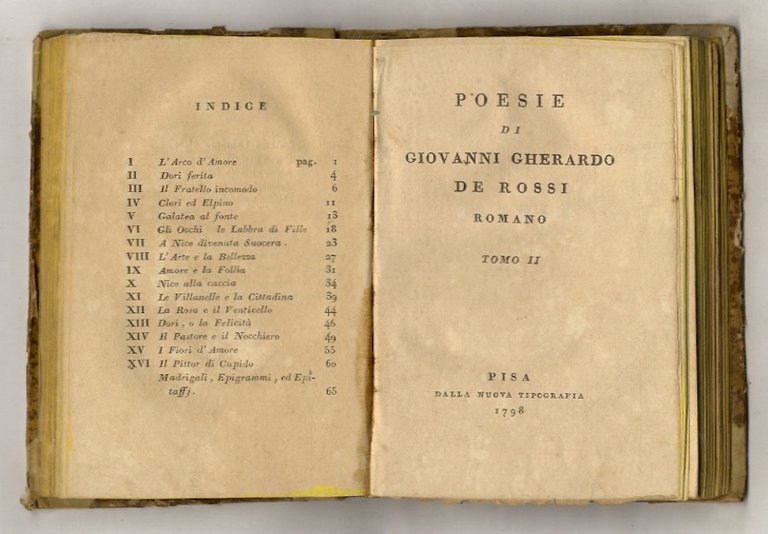 INDICE
I L'Arco d'Amore pag. 1
II Dori ferita 4
III Il Fratello incomodo 6
IV Clori ed Elpino 11
V Galatea al fonte 13
VI Gli Occhi le Labbra di Fille 18
VII A Nice divenuta Suocera. 23
VIII L'Arte e la Bellezza 27
IX Amore e la Follia 31
X Nice alla caccia 34
XI Le Villanelle e la Cittadina 39
XII La Rosa e il Venticello 44
XIII Dori, o la Felicità 46
XIV Il Pastore e il Nocchiero 49
XV I Fiori d'Amore 55
XVI Il Pittor di Cupido 60
Madrigali, Epigrammi, ed Epi-
taffj. 65
POESIE
DI
GIOVANNI GHERARDO
DE ROSSI
ROMANO
TOMO II
PISA
DALLA NUOVA TIPOGRAFIA
1798